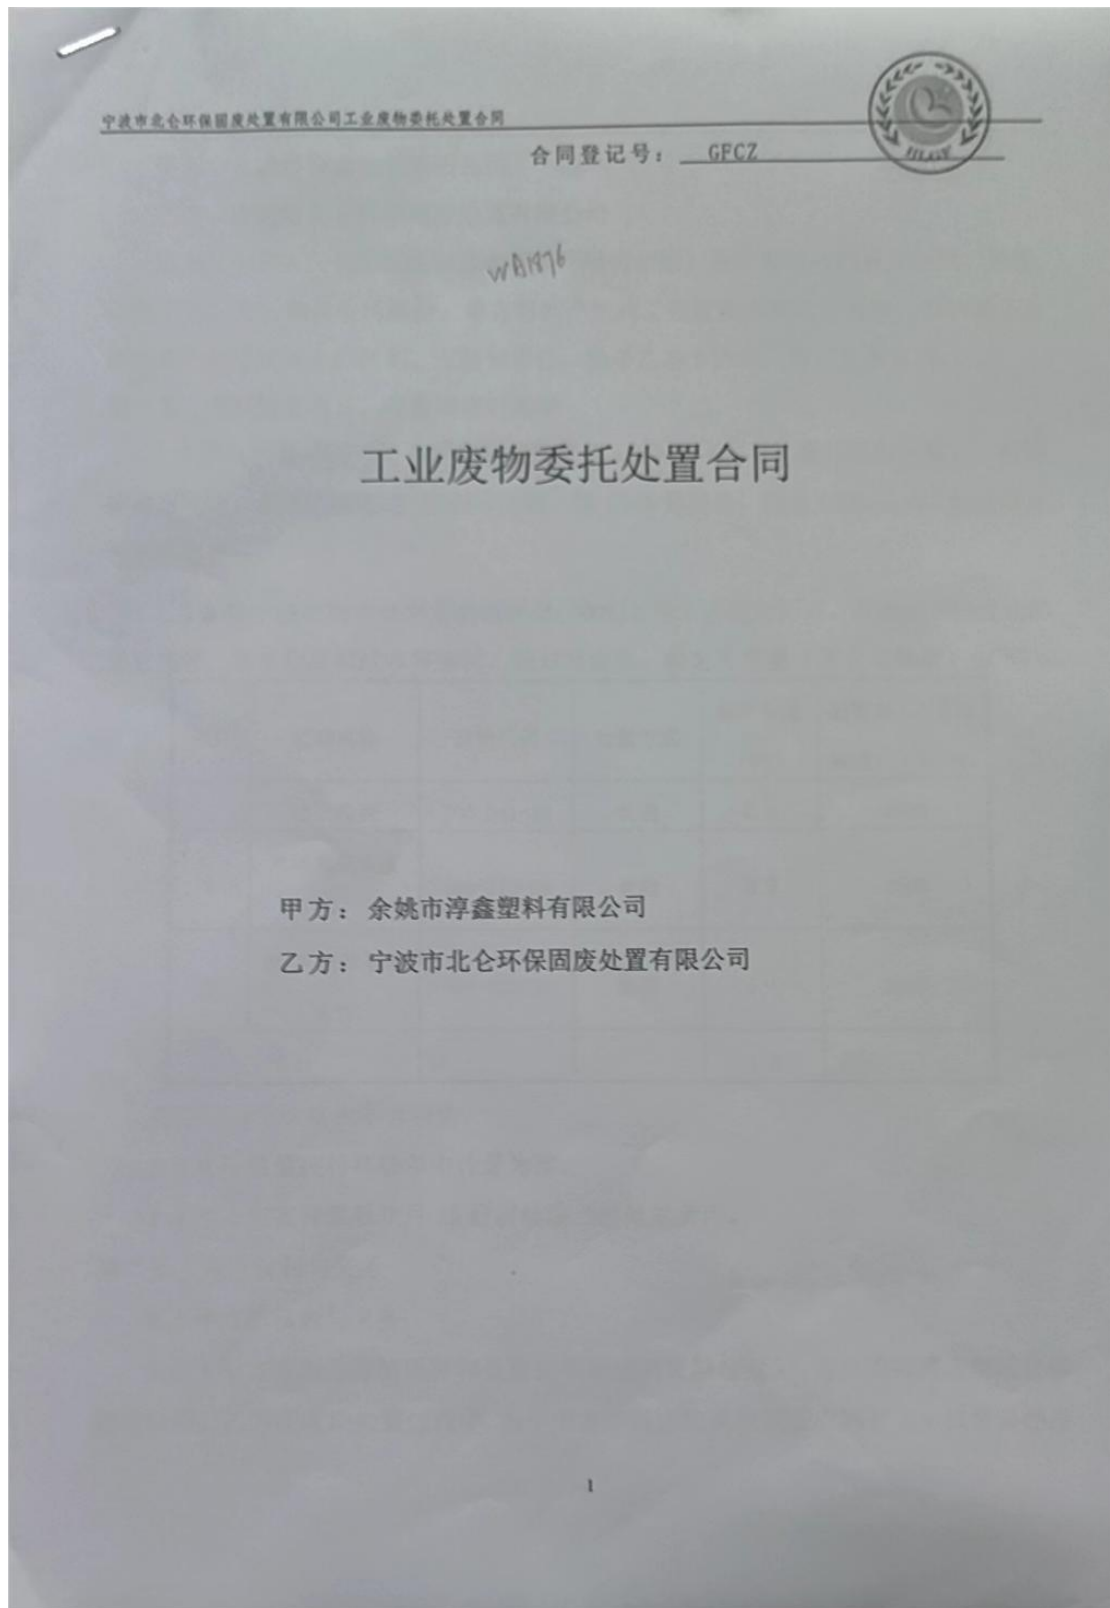 宁波市北仑环保固废处置有限公司工业废物委托处置合同
合同登记号： GFCZ
WA1876
工业废物委托处置合同
甲方：余姚市淳鑫塑料有限公司
乙方：宁波市北仑环保固废处置有限公司
1